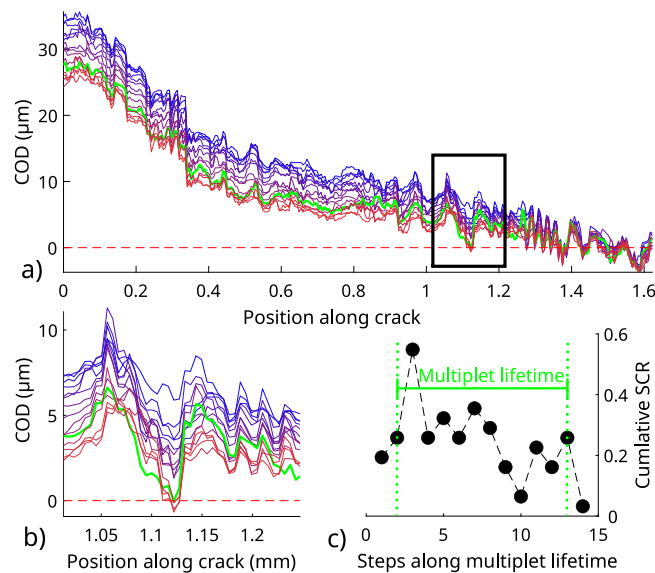 30
20
10
0
COD (μm)
a)
0
0.2
0.4
0.6
0.8
1
1.2
1.4
1.6
Position along crack
10
5
0
COD (μm)
b)
1.05
1.1
1.15
1.2
Position along crack (mm)
Multiplet lifetime
0.6
0.4
0.2
0
Cumlative SCR
c)
0
5
10
15
Steps along multiplet lifetime